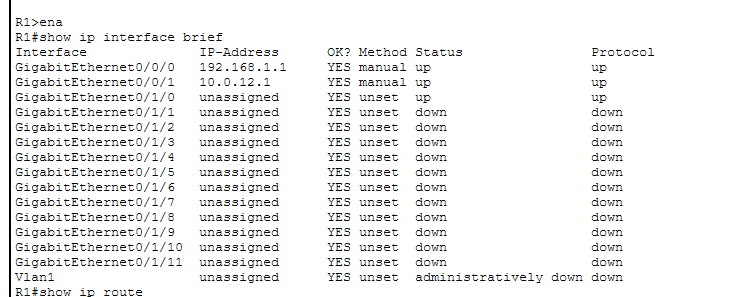 R1>ena
R1#show ip interface brief
Interface IP-Address OK? Method Status Protocol
GigabitEthernet0/0/0 192.168.1.1 YES manual up up
GigabitEthernet0/0/1 10.0.12.1 YES manual up up
GigabitEthernet0/1/0 unassigned YES unset up up
GigabitEthernet0/1/1 unassigned YES unset down down
GigabitEthernet0/1/2 unassigned YES unset down down
GigabitEthernet0/1/3 unassigned YES unset down down
GigabitEthernet0/1/4 unassigned YES unset down down
GigabitEthernet0/1/5 unassigned YES unset down down
GigabitEthernet0/1/6 unassigned YES unset down down
GigabitEthernet0/1/7 unassigned YES unset down down
GigabitEthernet0/1/8 unassigned YES unset down down
GigabitEthernet0/1/9 unassigned YES unset down down
GigabitEthernet0/1/10 unassigned YES unset down down
GigabitEthernet0/1/11 unassigned YES unset down down
Vlan1 unassigned YES unset administratively down down
R1#show ip route